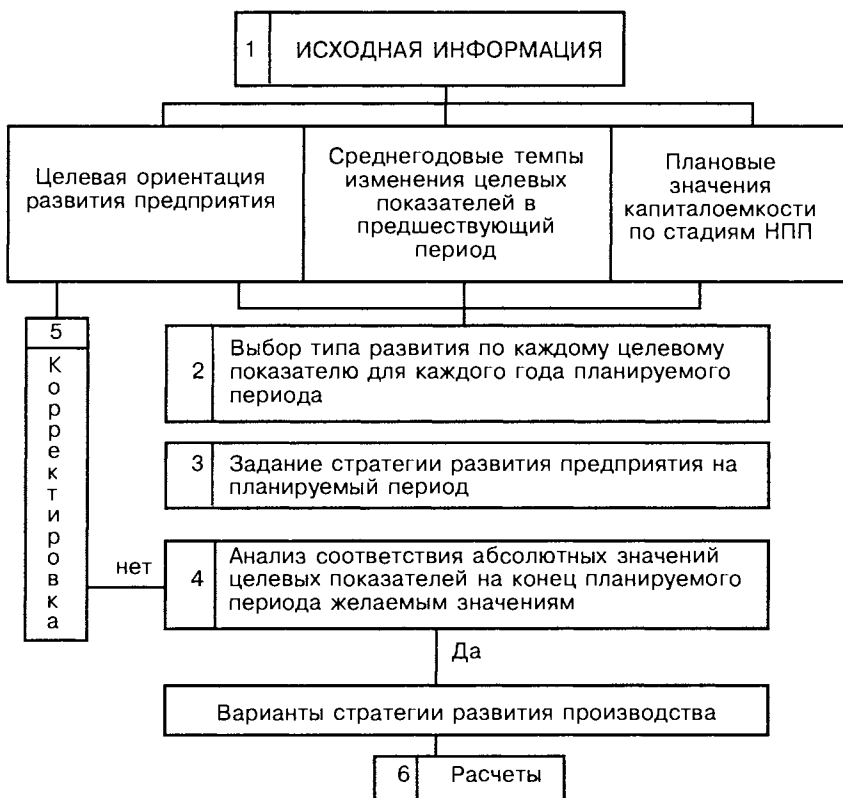 1 ИСХОДНАЯ ИНФОРМАЦИЯ
Целевая ориентация
развития предприятия
Среднегодовые темпы
изменения целевых
показателей в
предшествующий
период
Плановые
значения
капиталоемкости
по стадиям НПП
5
К
о
р
р
е
к
т
и
р
о
в
к
а
2
Выбор типа развития по каждому целевому
показателю для каждого года планируемого
периода
3
Задание стратегии развития предприятия на
планируемый период
нет
4
Анализ соответствия абсолютных значений
целевых показателей на конец планируемого
периода желаемым значениям
Да
Варианты стратегии развития производства
6 Расчеты